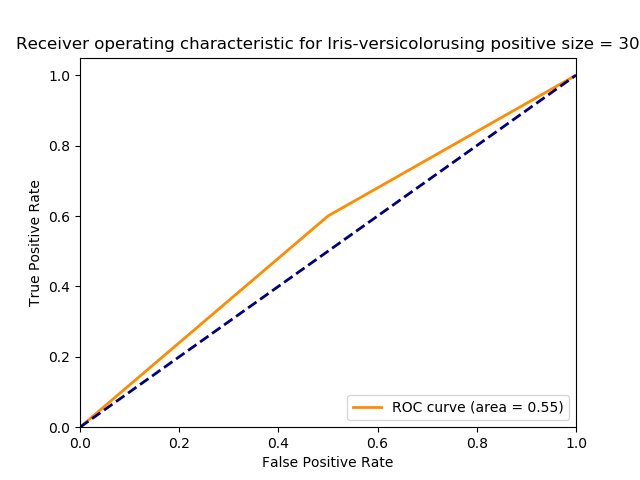 Receiver operating characteristic for Iris-versicolorusing positive size = 30
1.0
0.8
0.6
0.4
0.2
0.0
True Positive Rate
ROC curve (area = 0.55)
0.0 0.2 0.4 0.6 0.8 1.0
False Positive Rate